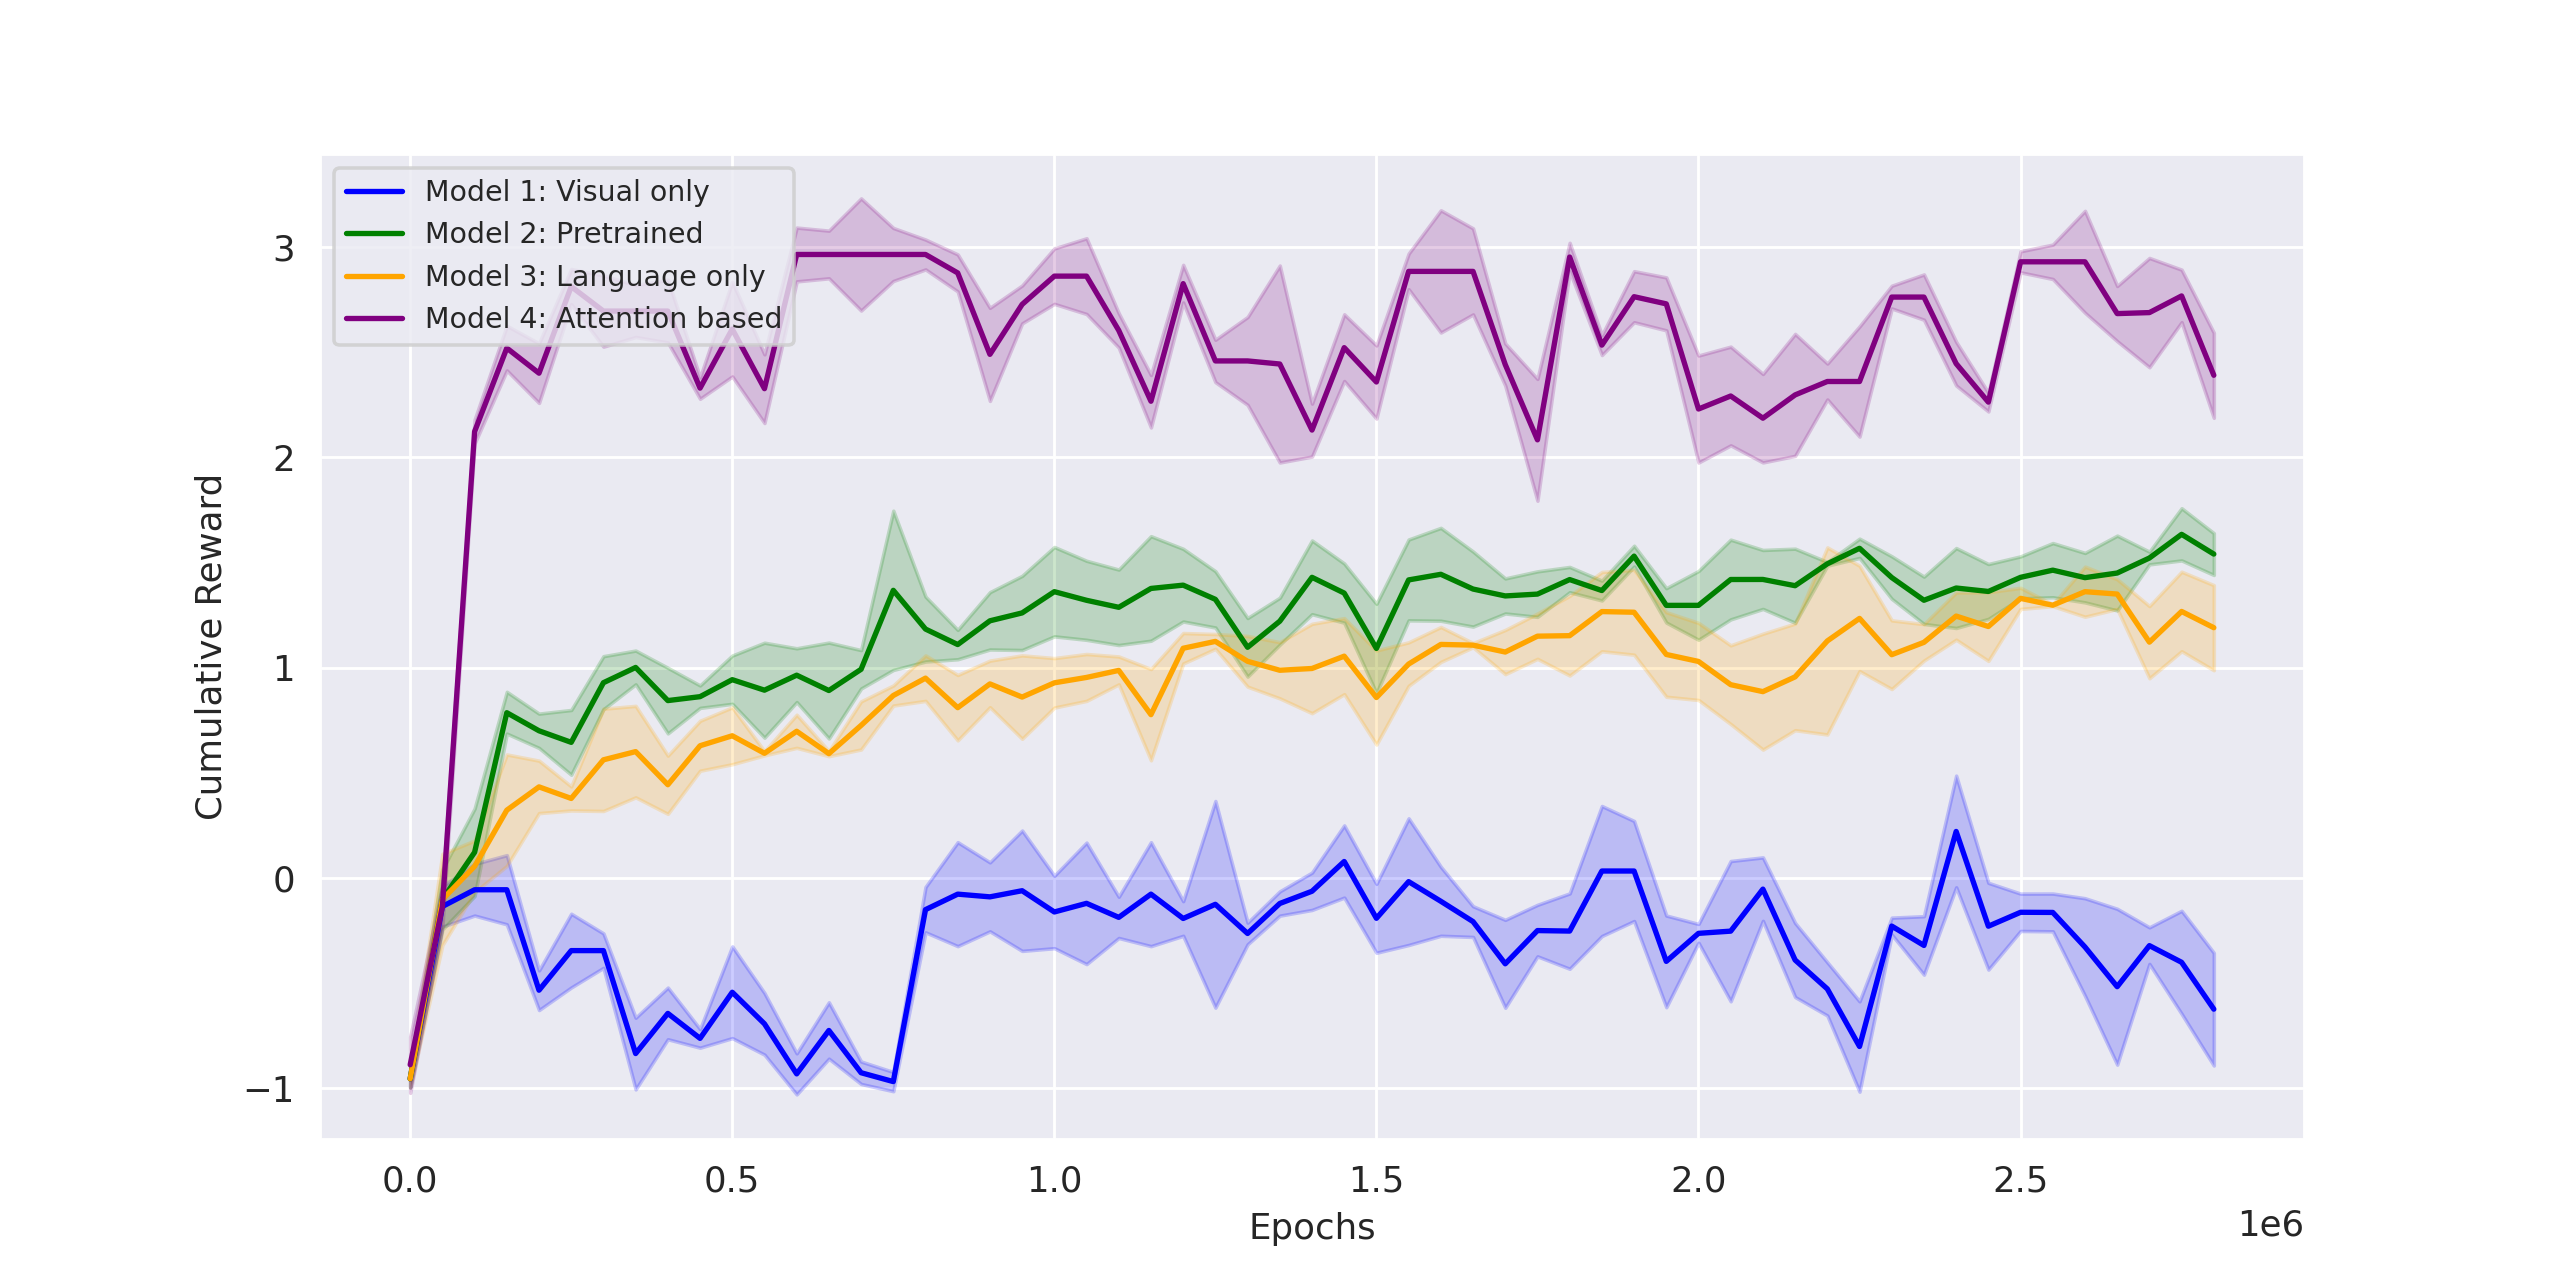 Model 1: Visual only
Model 2: Pretrained
Model 3: Language only
Model 4: Attention based
3
2
1
0
−1
Cumulative Reward
0.0 0.5 1.0 1.5 2.0 2.5
Epochs
1e6